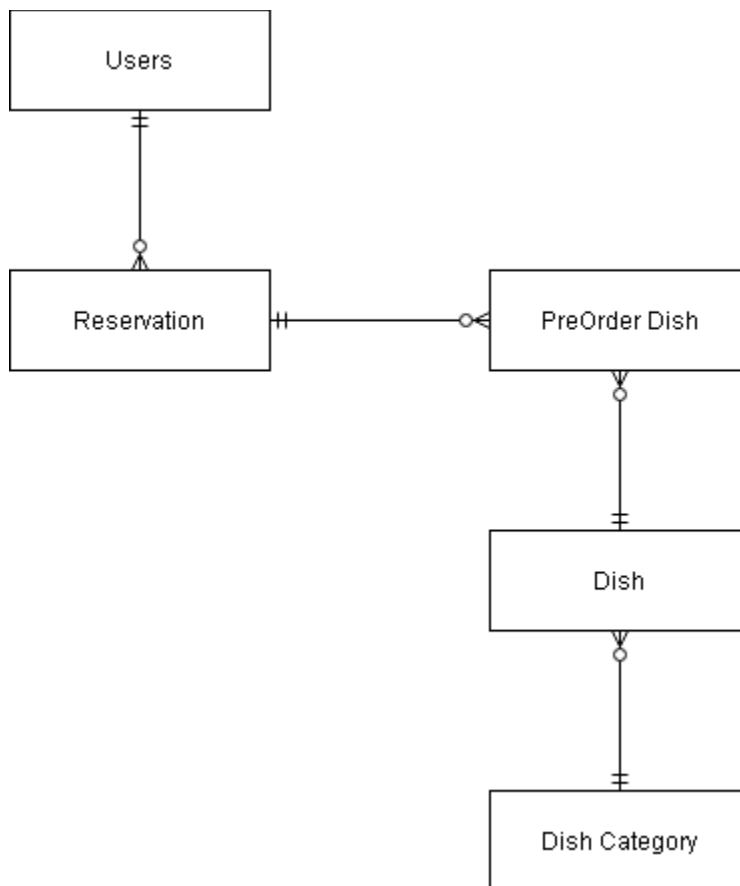 Users
Reservation
PreOrder Dish
Dish
Dish Category